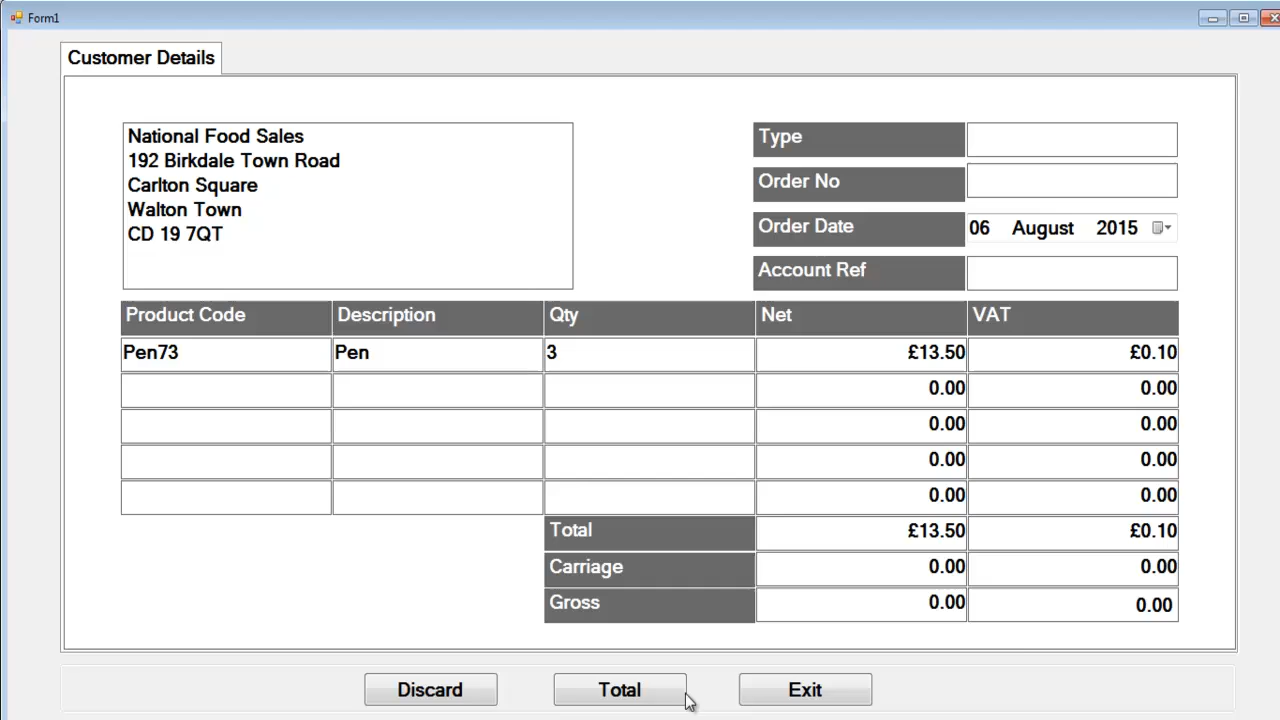 Form1
Customer Details
National Food Sales
192 Birkdale Town Road
Carlton Square
Walton Town
CD 19 7QT
Type
Order No
Order Date 06 August 2015
Account Ref
Product Code Description Qty Net VAT
Pen73 Pen 3 £13.50 £0.10
0.00 0.00
0.00 0.00
0.00 0.00
0.00 0.00
Total £13.50 £0.10
Carriage 0.00 0.00
Gross 0.00 0.00
Discard Total Exit